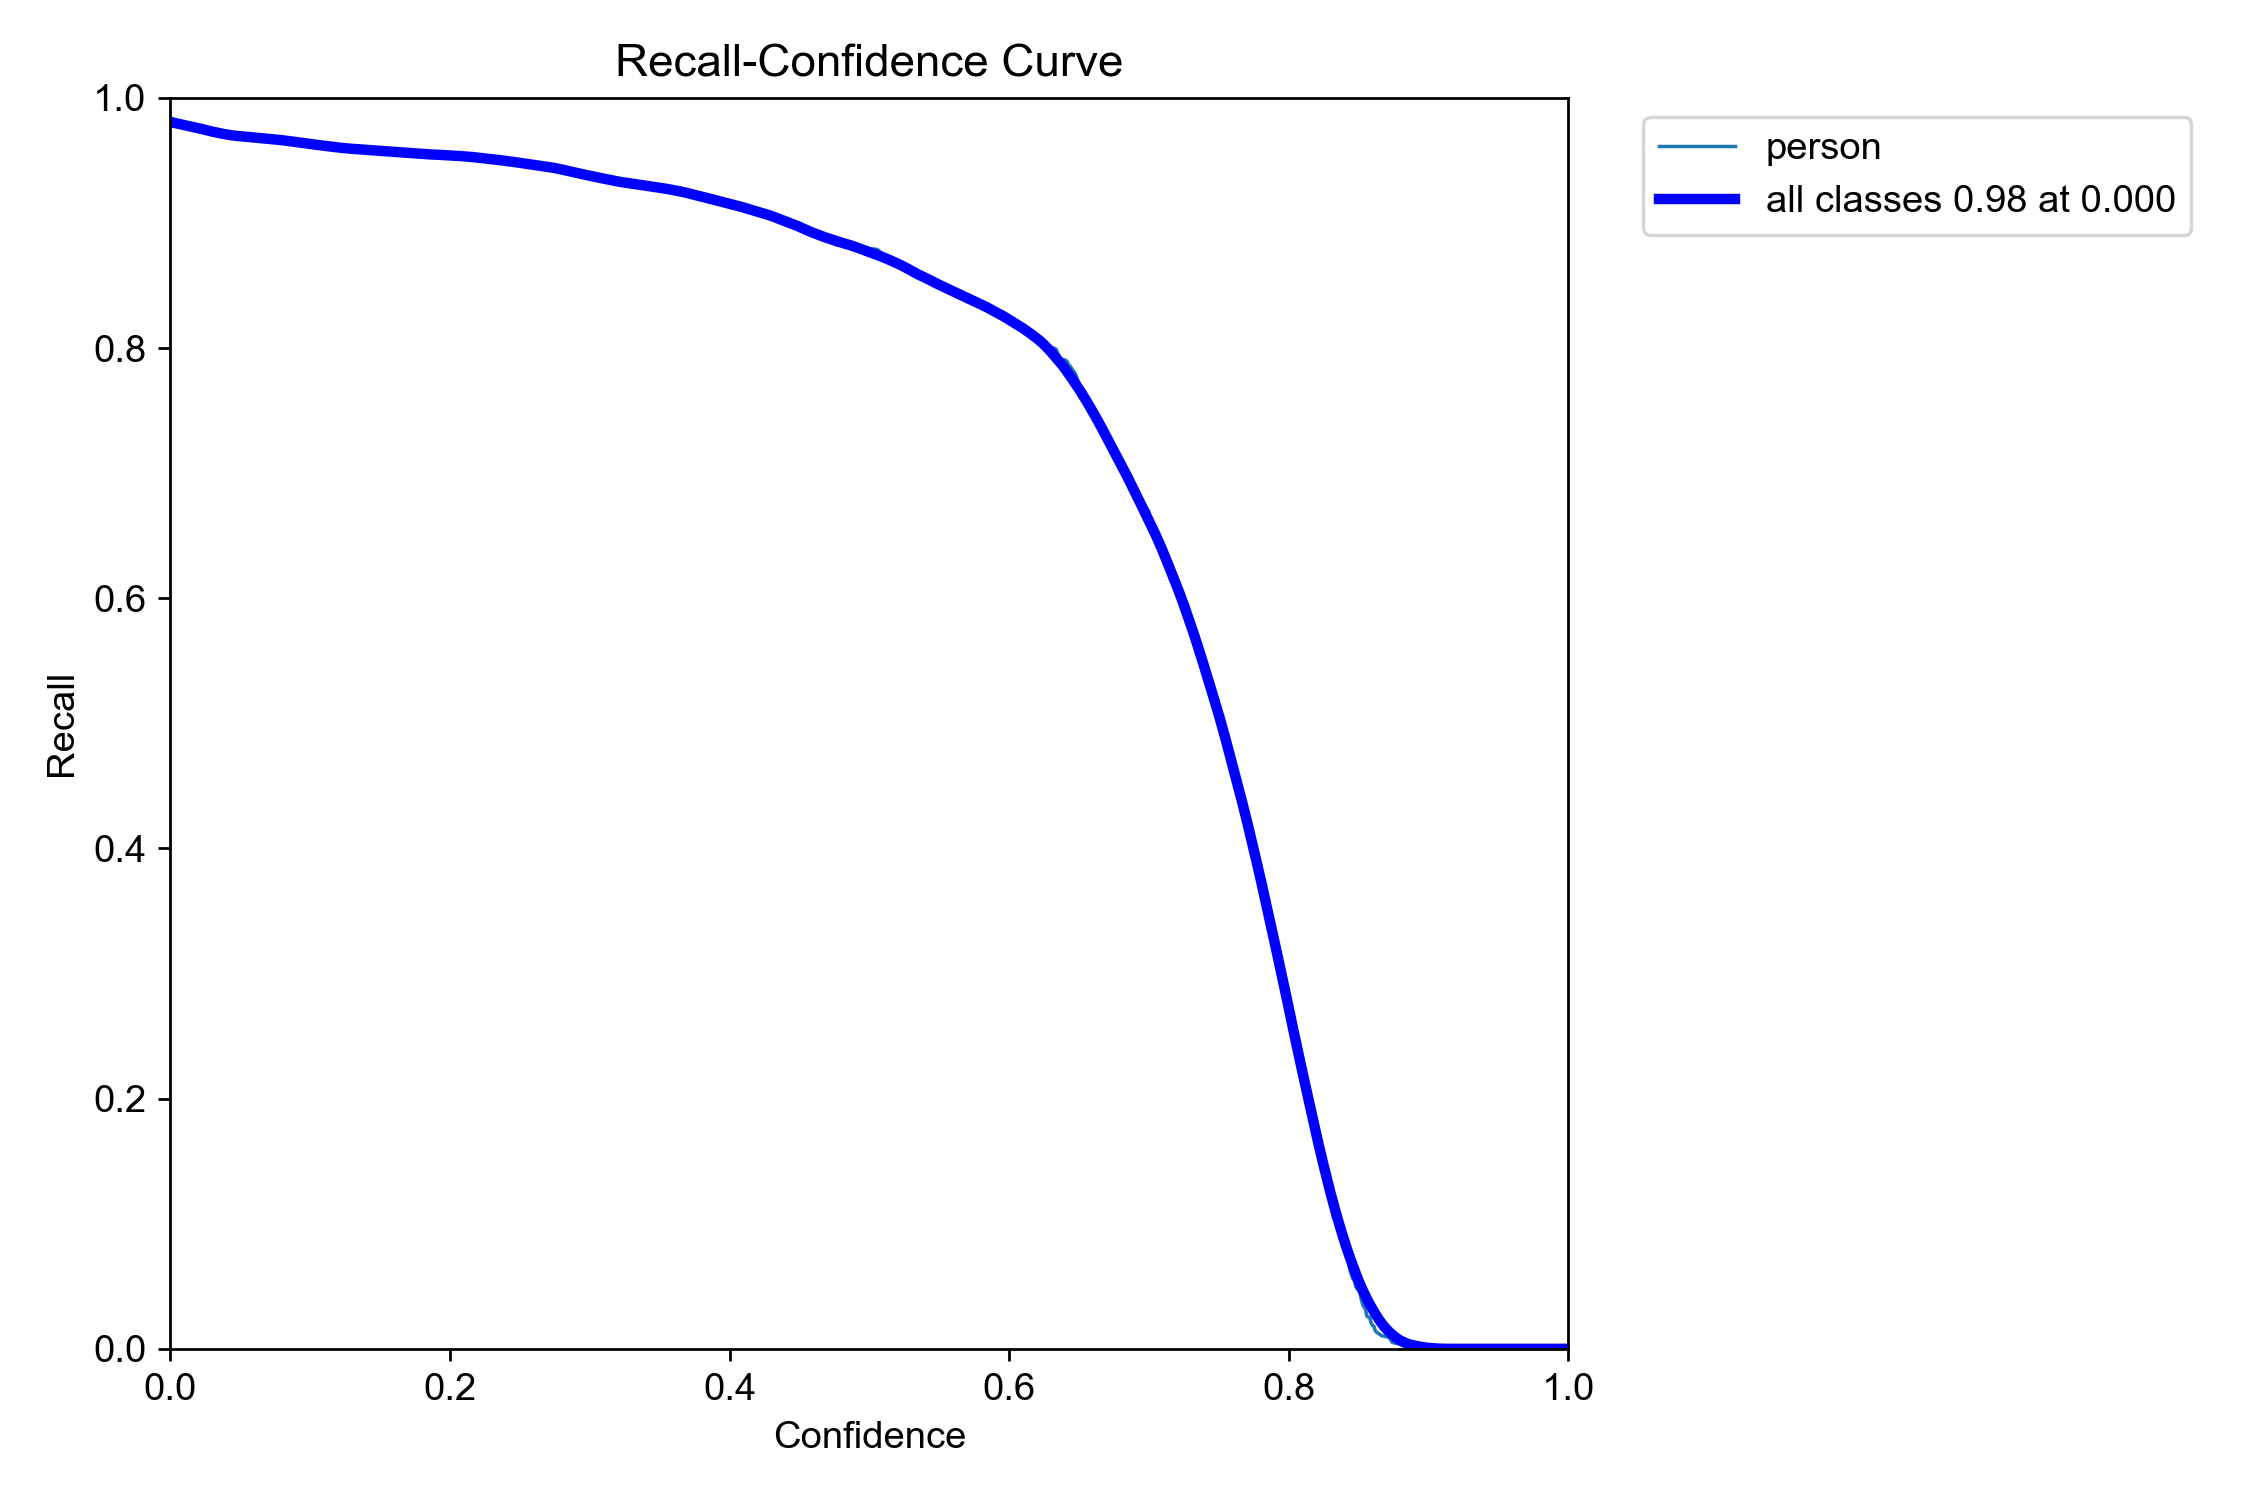 Recall-Confidence Curve
1.0
0.8
0.6
0.4
0.2
0.0
Recall
0.0 0.2 0.4 0.6 0.8 1.0
Confidence
person
all classes 0.98 at 0.000